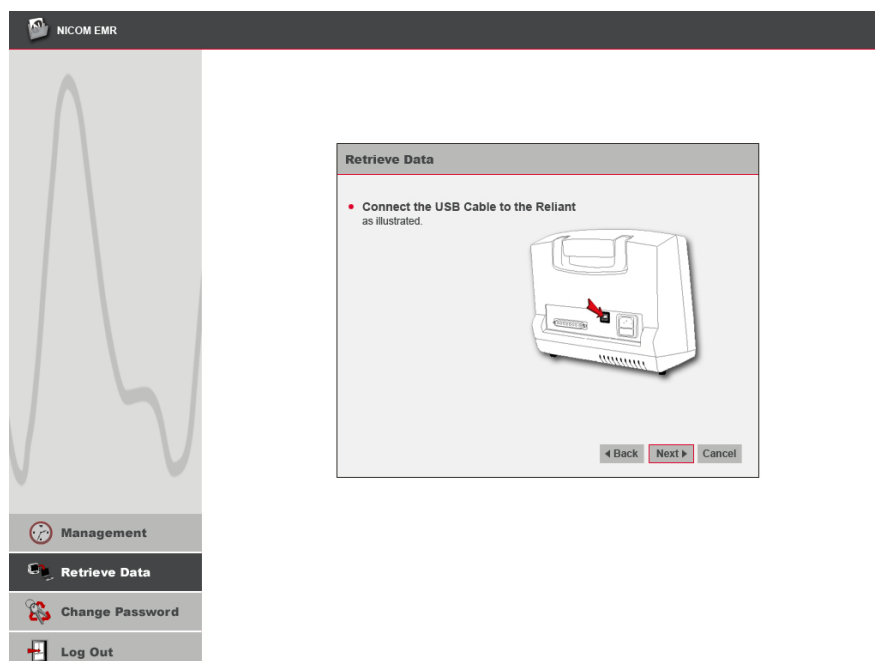 NICOM EMR
Retrieve Data
Connect the USB Cable to the Reliant
as illustrated.
Back Next Cancel
Management
Retrieve Data
Change Password
Log Out